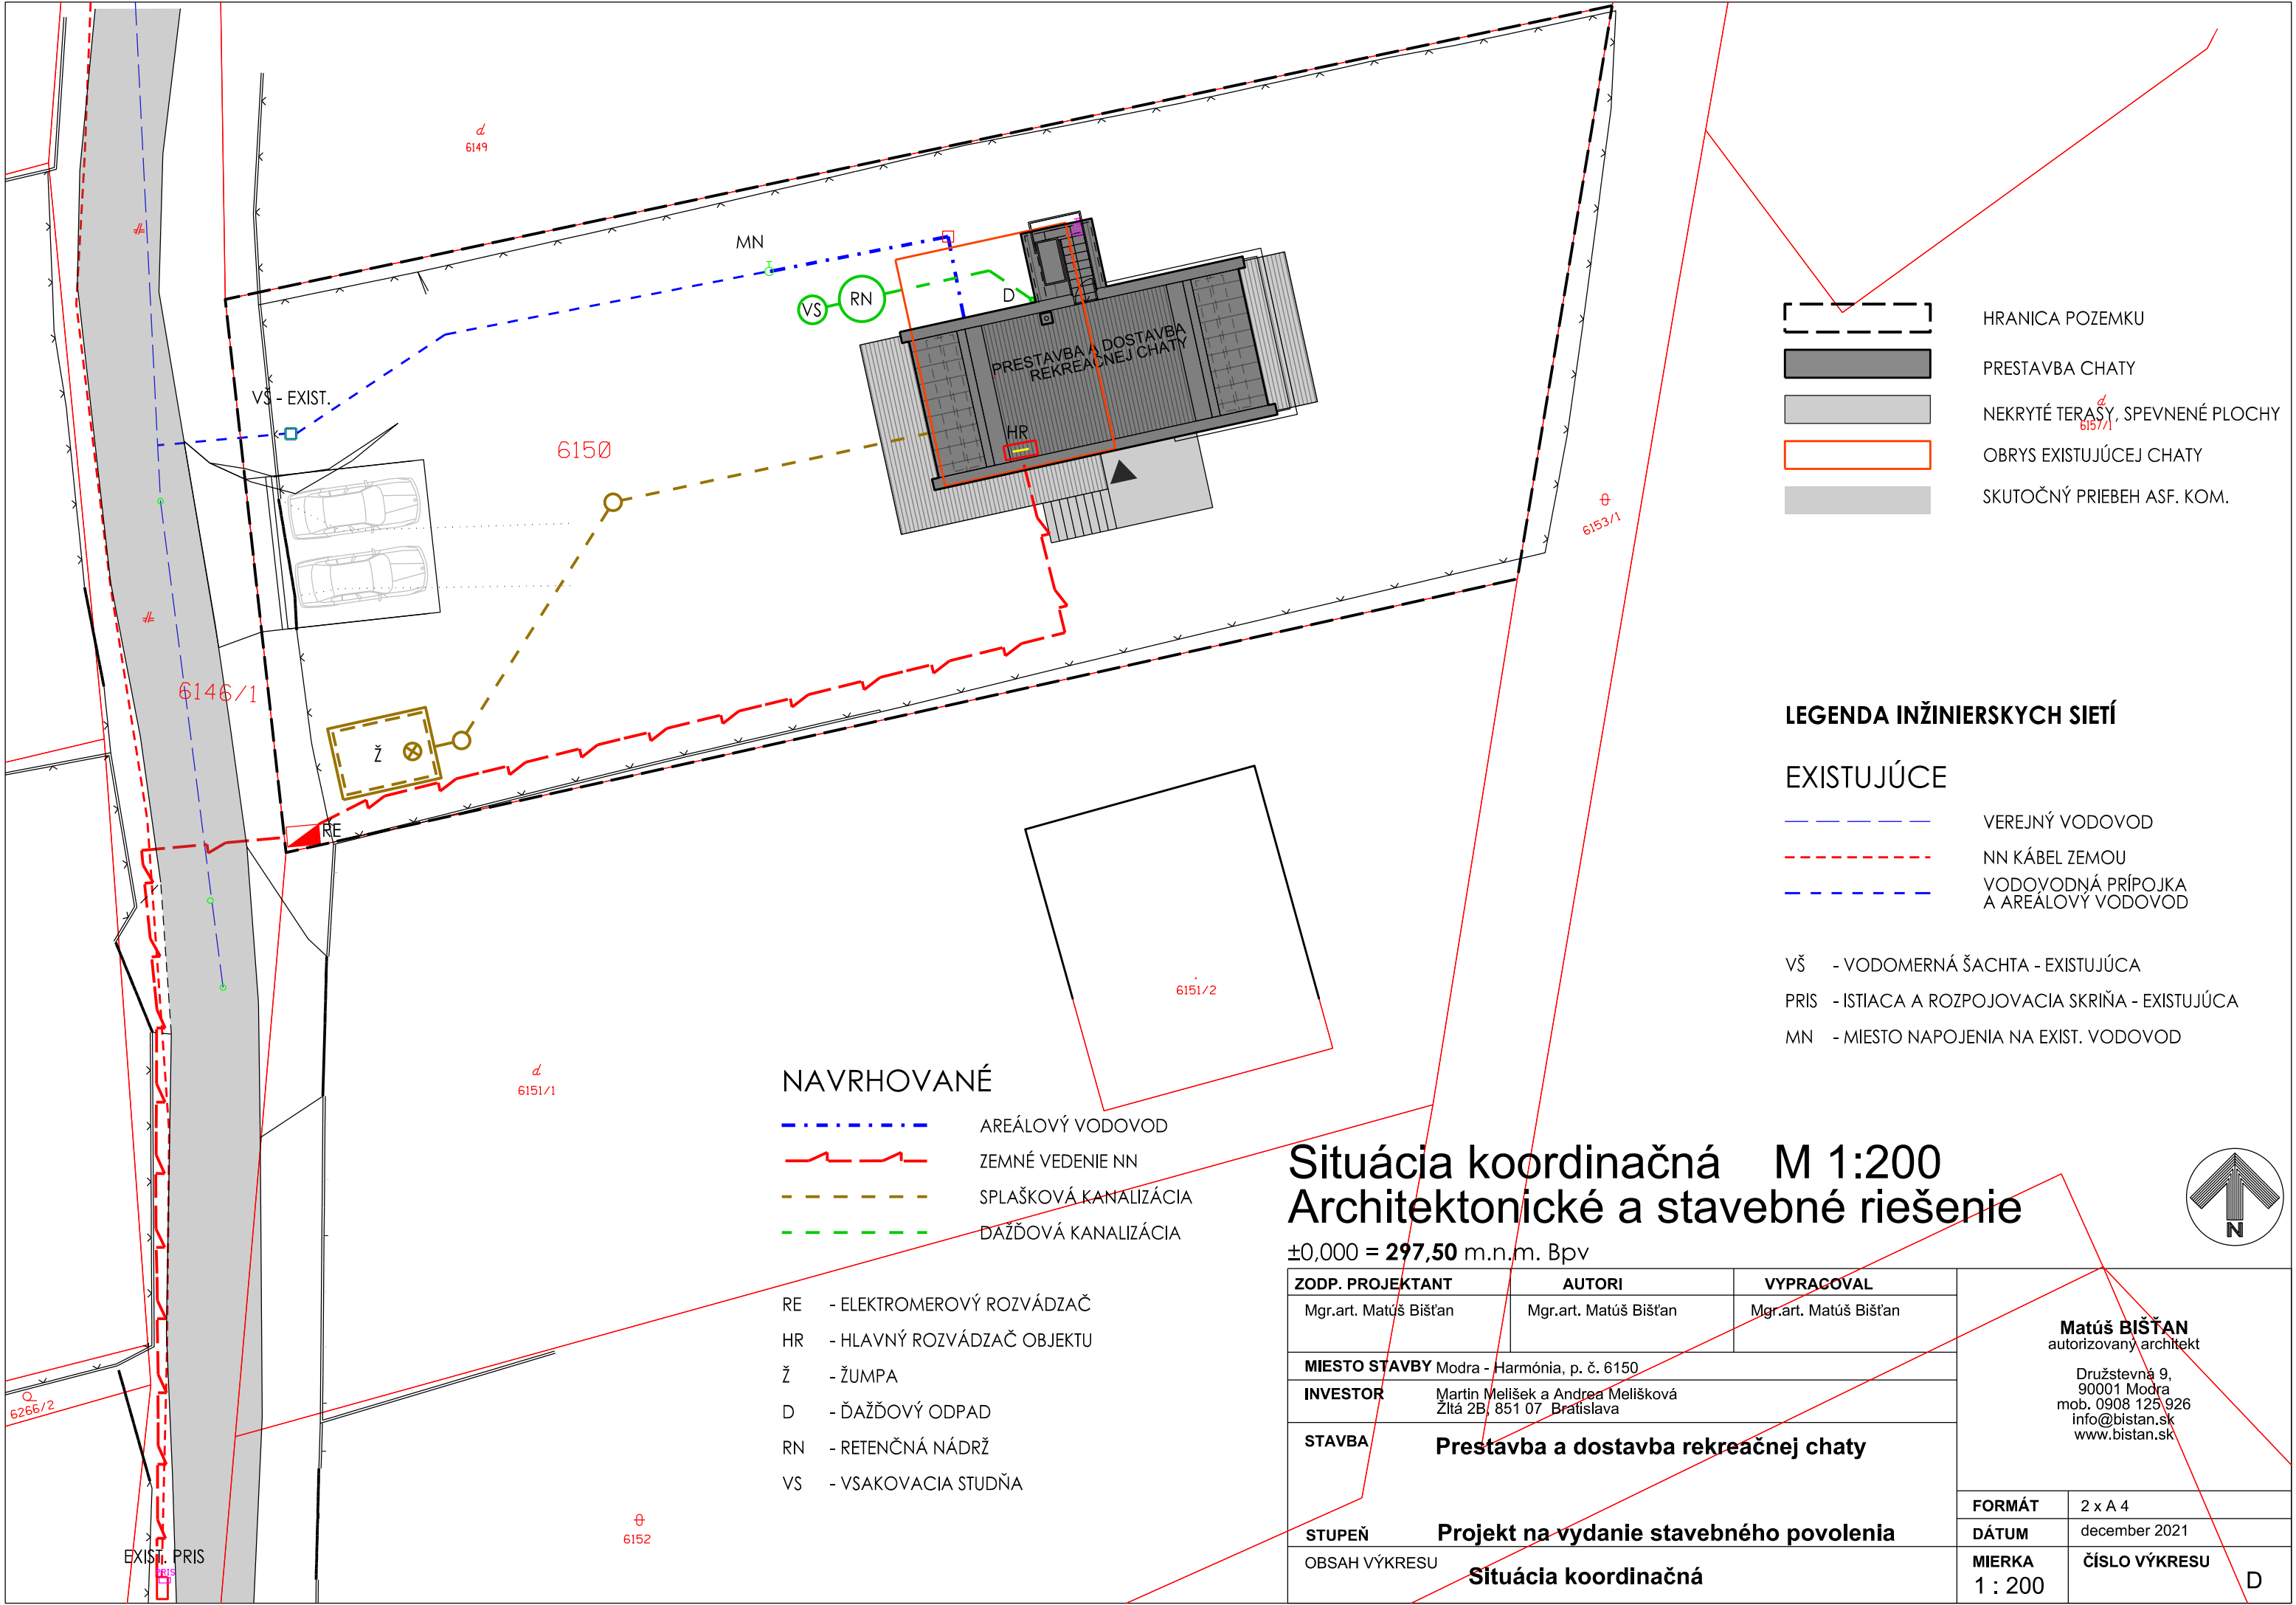 6149
MN
VS
RN
D
PRESTAVBA A DOSTAVBA
REKREAČNEJ CHATY
HR
VŠ - EXIST.
6150
6146/1
Ž
RE
6153/1
6151/2
6151/1
6152
6266/2
EXIST. PRIS
PRIS
HRANICA POZEMKU
PRESTAVBA CHATY
NEKRYTÉ TERASY, SPEVNENÉ PLOCHY
6157/1
OBRYS EXISTUJÚCEJ CHATY
SKUTOČNÝ PRIEBEH ASF. KOM.
LEGENDA INŽINIERSKYCH SIETÍ
EXISTUJÚCE
VEREJNÝ VODOVOD
NN KÁBEL ZEMOU
VODOVODNÁ PRÍPOJKA
A AREÁLOVÝ VODOVOD
VŠ - VODOMERNÁ ŠACHTA - EXISTUJÚCA
PRIS - ISTIACA A ROZPOJOVACIA SKRIŇA - EXISTUJÚCA
MN - MIESTO NAPOJENIA NA EXIST. VODOVOD
NAVRHOVANÉ
AREÁLOVÝ VODOVOD
ZEMNÉ VEDENIE NN
SPLAŠKOVÁ KANALIZÁCIA
DAŽĎOVÁ KANALIZÁCIA
RE - ELEKTROMEROVÝ ROZVÁDZAČ
HR - HLAVNÝ ROZVÁDZAČ OBJEKTU
Ž - ŽUMPA
D - ĎAŽĎOVÝ ODPAD
RN - RETENČNÁ NÁDRŽ
VS - VSAKOVACIA STUDŇA
Situácia koordinačná M 1:200
Architektonické a stavebné riešenie
±0,000 = 297,50 m.n.m. Bpv
N
ZODP. PROJEKTANT AUTORI VYPRACOVAL
Mgr.art. Matúš Bišťan Mgr.art. Matúš Bišťan Mgr.art. Matúš Bišťan
MIESTO STAVBY Modra - Harmónia, p. č. 6150
INVESTOR Martin Melišek a Andrea Melišková
Žltá 2B, 851 07 Bratislava
STAVBA Prestavba a dostavba rekreačnej chaty
STUPEŇ Projekt na vydanie stavebného povolenia
OBSAH VÝKRESU Situácia koordinačná
Matúš BIŠŤAN
autorizovaný architekt
Družstevná 9,
90001 Modra
mob. 0908 125 926
info@bistan.sk
www.bistan.sk
FORMÁT 2 x A 4
DÁTUM december 2021
MIERKA ČÍSLO VÝKRESU
1 : 200 D